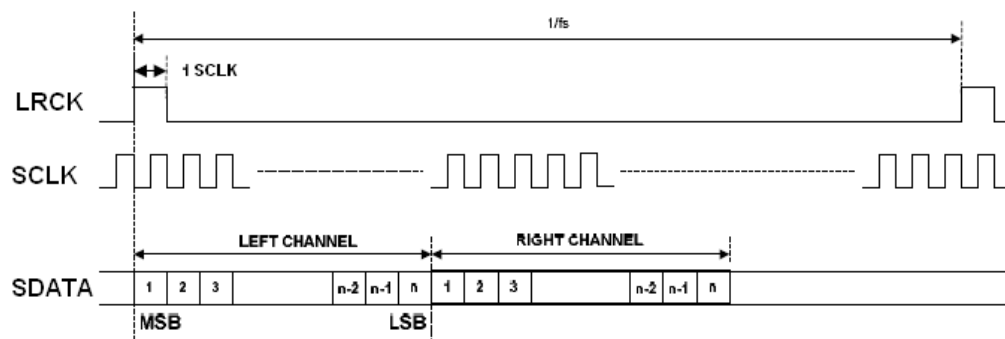 1/fs
1 SCLK
LRCK
SCLK
LEFT CHANNEL RIGHT CHANNEL
SDATA 1 2 3 n-2 n-1 n 1 2 3 n-2 n-1 n
MSB LSB